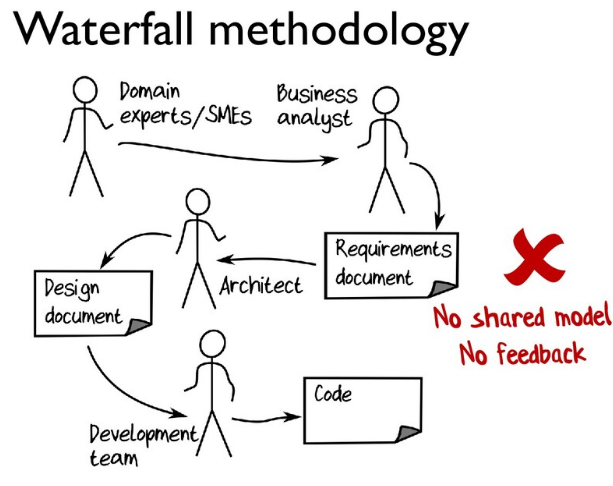 Waterfall methodology
Domain
experts/SMEs
Business
analyst
Requirements
document
Architect
Design
document
Development
team
Code
No shared model
No feedback